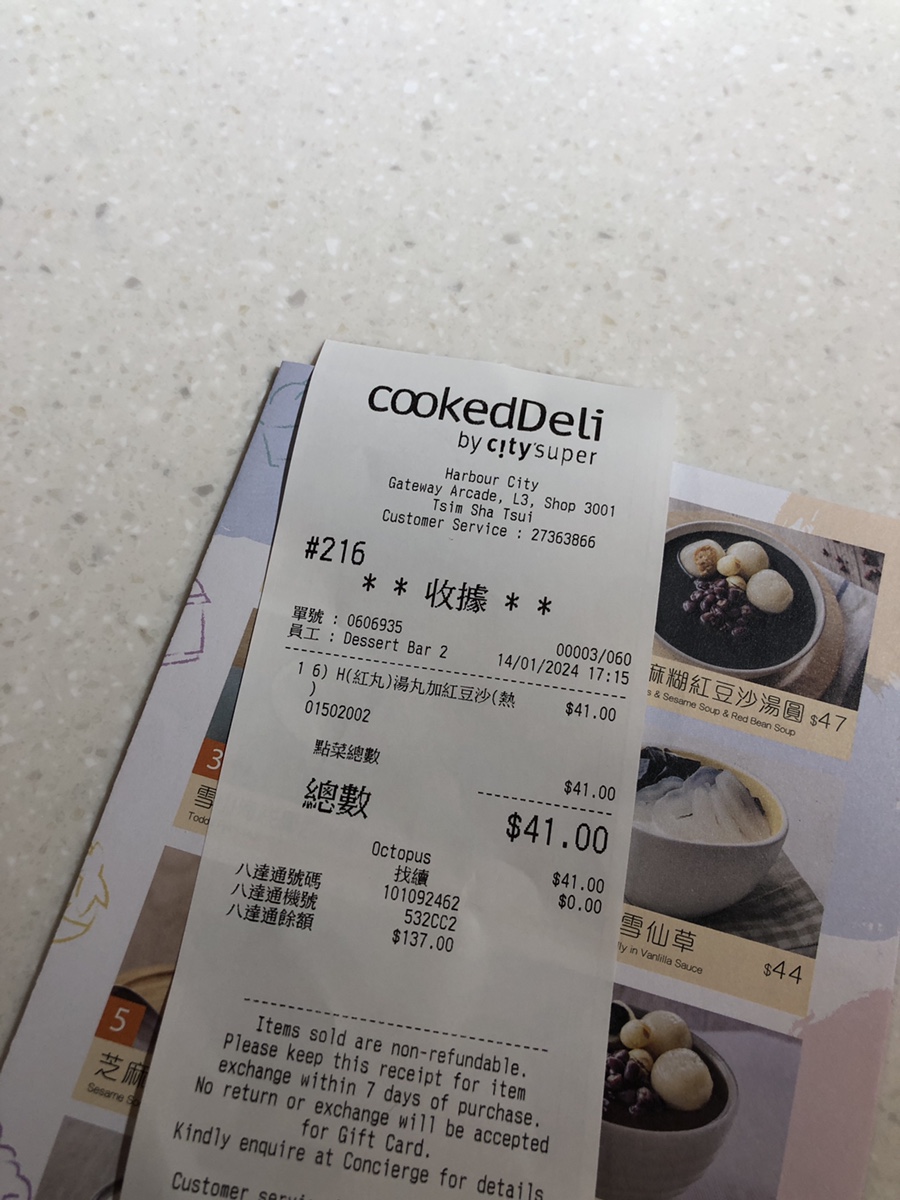 cookedDeli
by c!ty'super
Harbour City
Gateway Arcade, L3, Shop 3001
Tsim Sha Tsui
Customer Service : 27363866
#216
* * 收據 * *
單號 : 0606935
00003/060
員工 : Dessert Bar 2
14/01/2024 17:15
1 6) H(紅丸)湯丸加紅豆沙(熱
) $41.00
01502002
點菜總數 $41.00
總數 $41.00
Octopus $41.00
找續 $0.00
八達通號碼 101092462
八達通機號 532CC2
八達通餘額 $137.00
Items sold are non-refundable.
Please keep this receipt for item
exchange within 7 days of purchase.
No return or exchange will be accepted
for Gift Card.
Kindly enquire at Concierge for details
Customer
麻糊紅豆沙湯圓 $47
& Sesame Soup & Red Bean Soup
3
雪
雪仙草
in Vanlilla Sauce $44
5
芝麻
Sesame